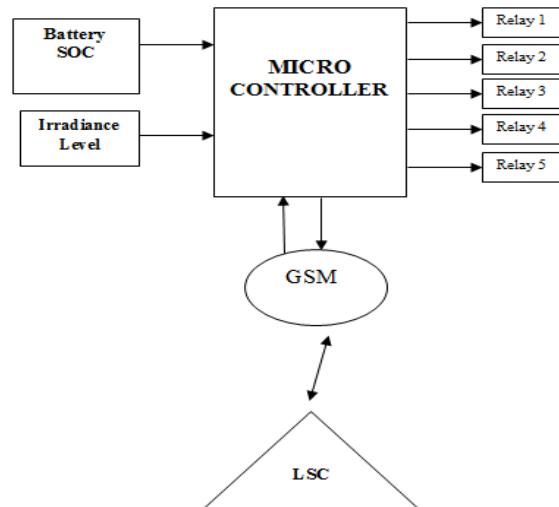 Battery
SOC
Irradiance
Level
MICRO
CONTROLLER
Relay 1
Relay 2
Relay 3
Relay 4
Relay 5
GSM
LSC